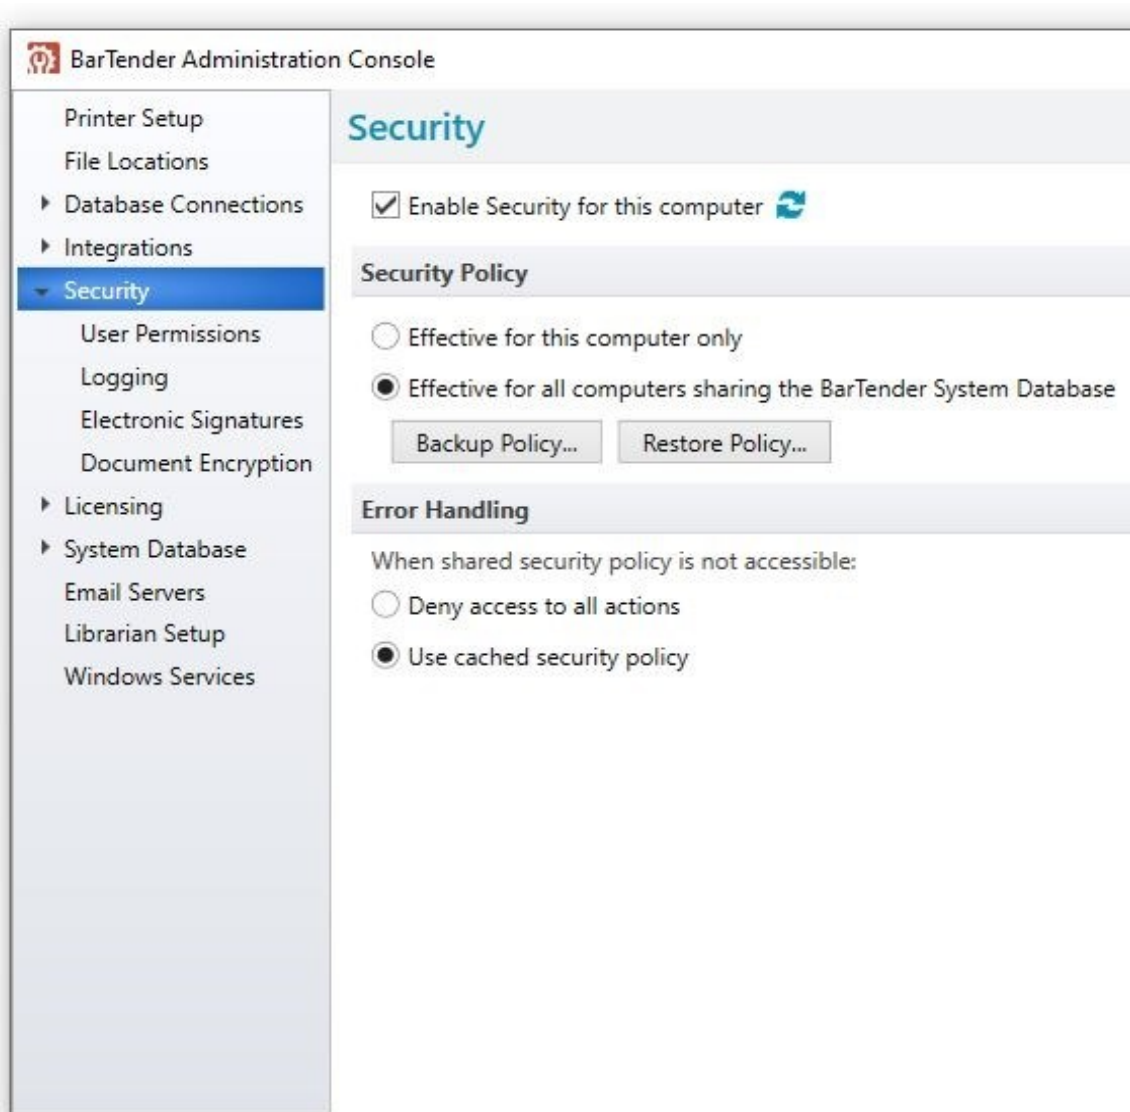 BarTender Administration Console
Printer Setup
File Locations
Database Connections
Integrations
Security
User Permissions
Logging
Electronic Signatures
Document Encryption
Licensing
System Database
Email Servers
Librarian Setup
Windows Services
Security
Enable Security for this computer
Security Policy
Effective for this computer only
Effective for all computers sharing the BarTender System Database
Backup Policy... Restore Policy...
Error Handling
When shared security policy is not accessible:
Deny access to all actions
Use cached security policy